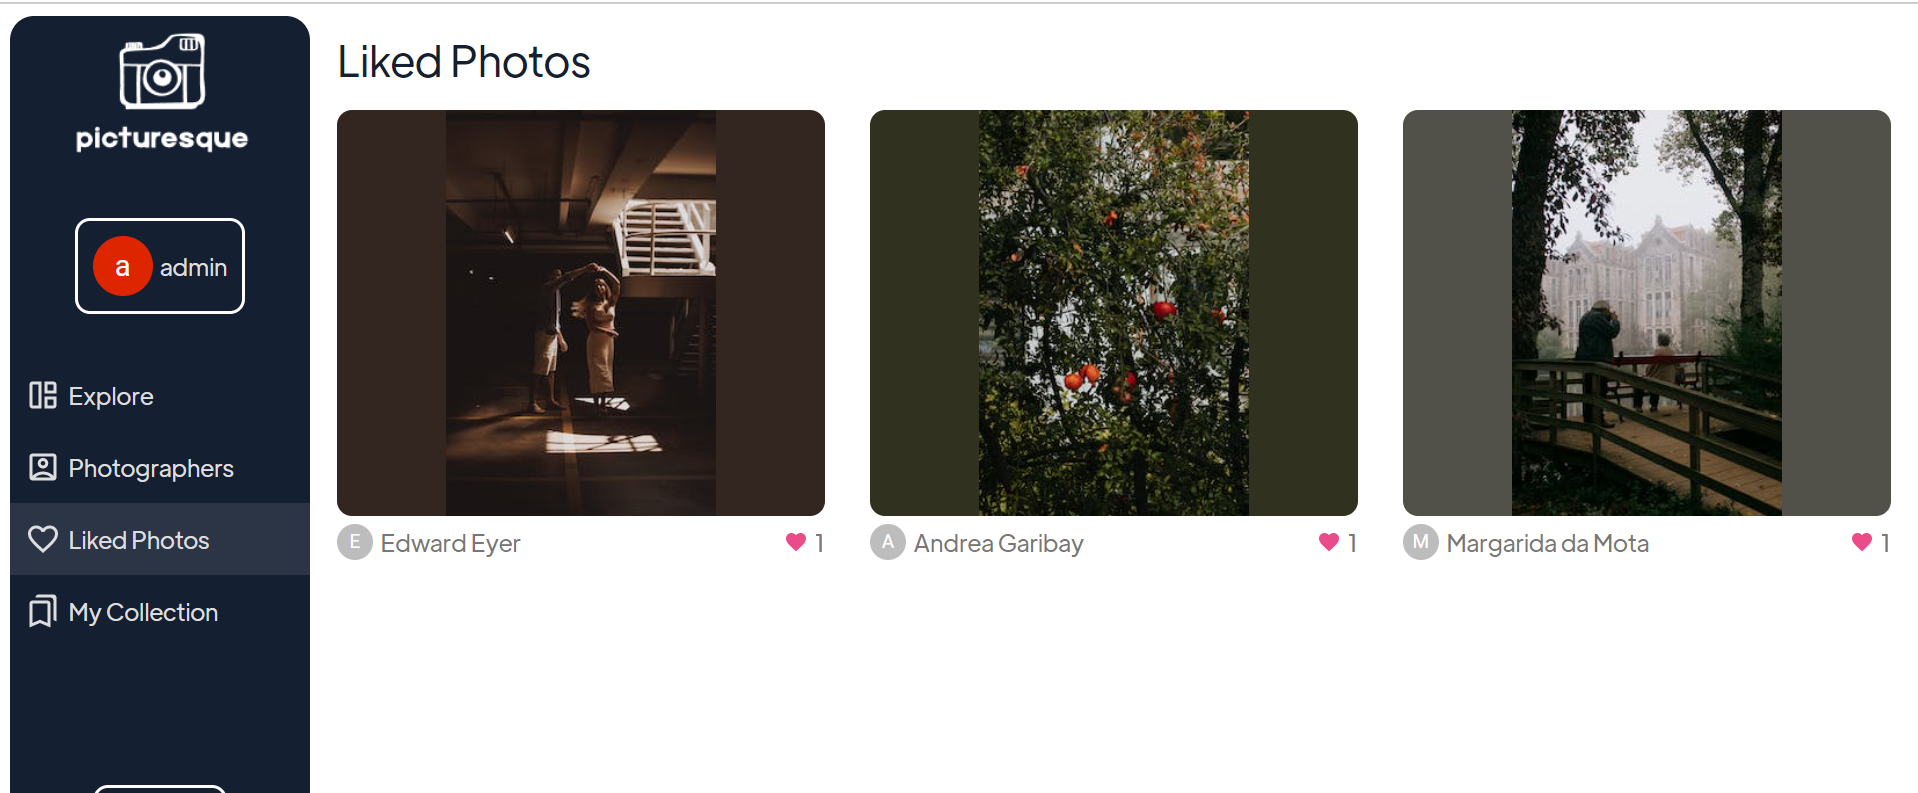 picturesque
a admin
Explore
Photographers
Liked Photos
My Collection
Liked Photos
E Edward Eyer 1
A Andrea Garibay 1
M Margarida da Mota 1